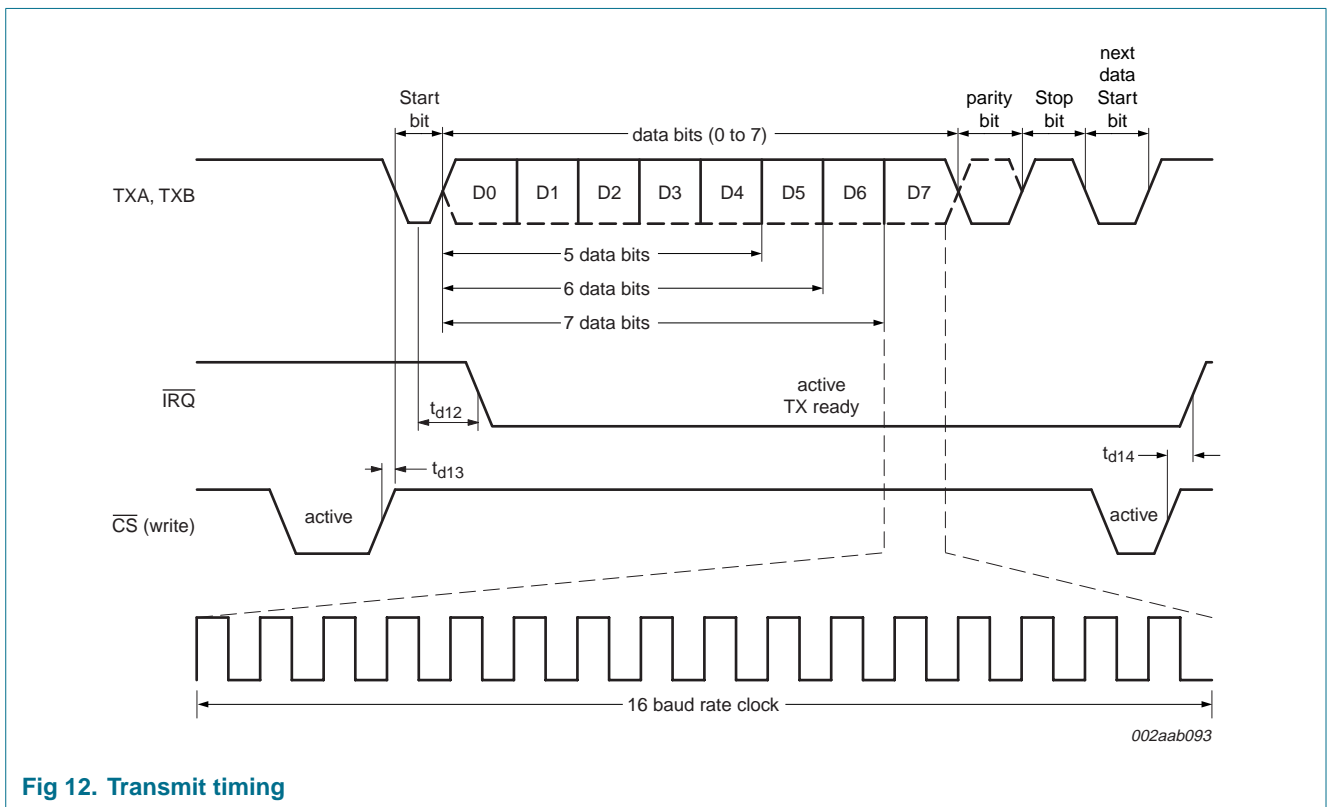 next
data
Start
bit
Start
bit
parity
bit
Stop
bit
data bits (0 to 7)
TXA, TXB
D0 D1 D2 D3 D4 D5 D6 D7
5 data bits
6 data bits
7 data bits
IRQ
active
TX ready
td12
td13
td14
CS (write)
active
active
16 baud rate clock
002aab093
Fig 12. Transmit timing